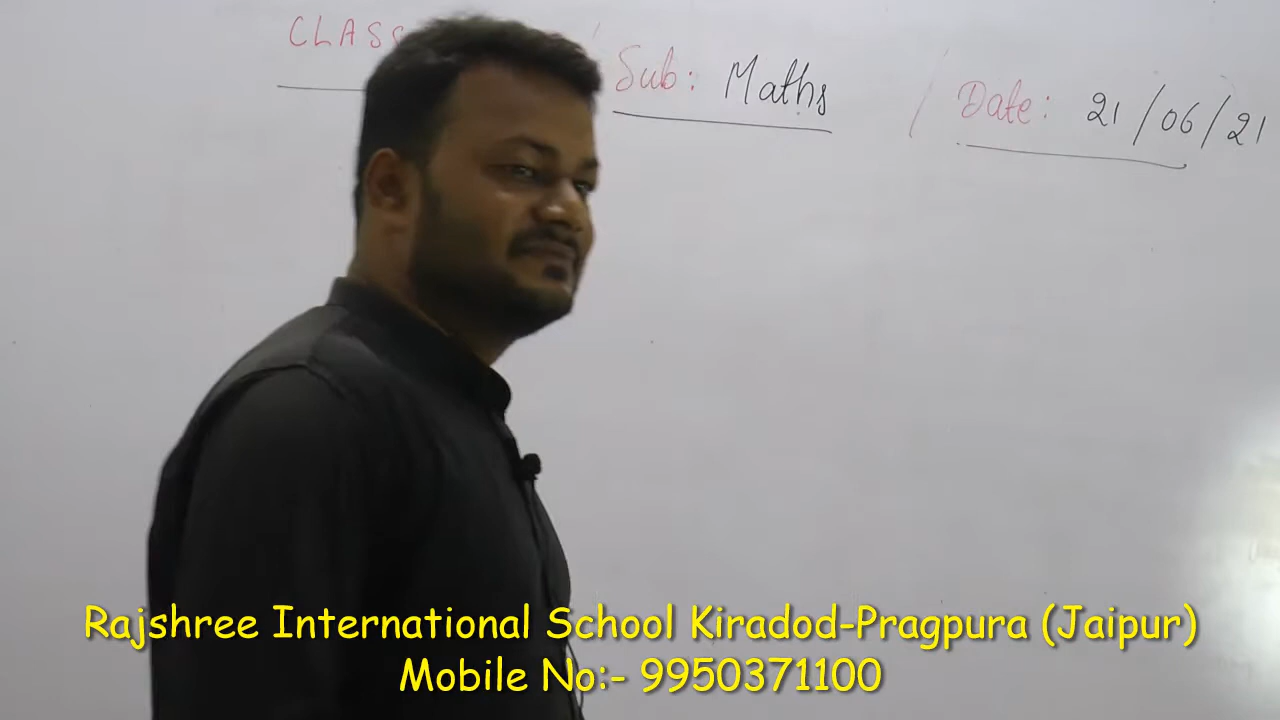 CLASS Sub: Maths / Date: 21/06/21
Rajshree International School Kiradod-Pragpura (Jaipur)
Mobile No:- 9950371100